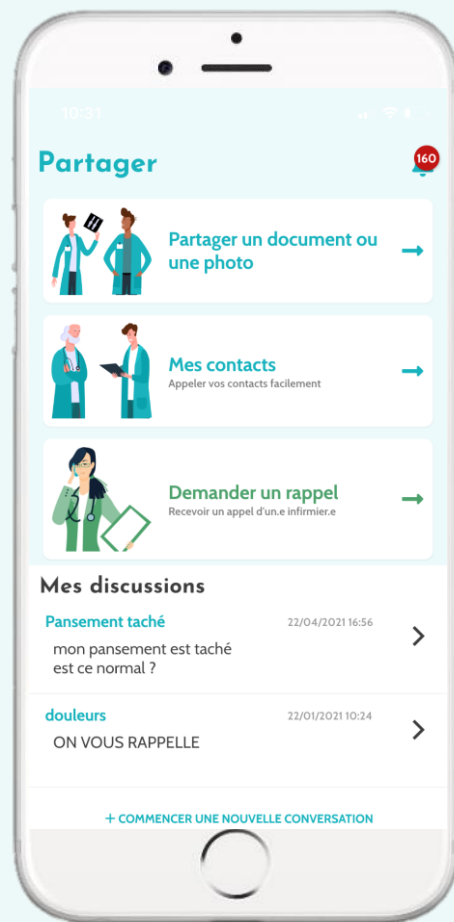 10:31
Partager
160
Partager un document ou
une photo
Mes contacts
Appeler vos contacts facilement
Demander un rappel
Recevoir un appel d'un.e infirmier.e
Mes discussions
Pansement taché 22/04/2021 16:56
mon pansement est taché
est ce normal ?
douleurs 22/01/2021 10:24
ON VOUS RAPPELLE
+ COMMENCER UNE NOUVELLE CONVERSATION